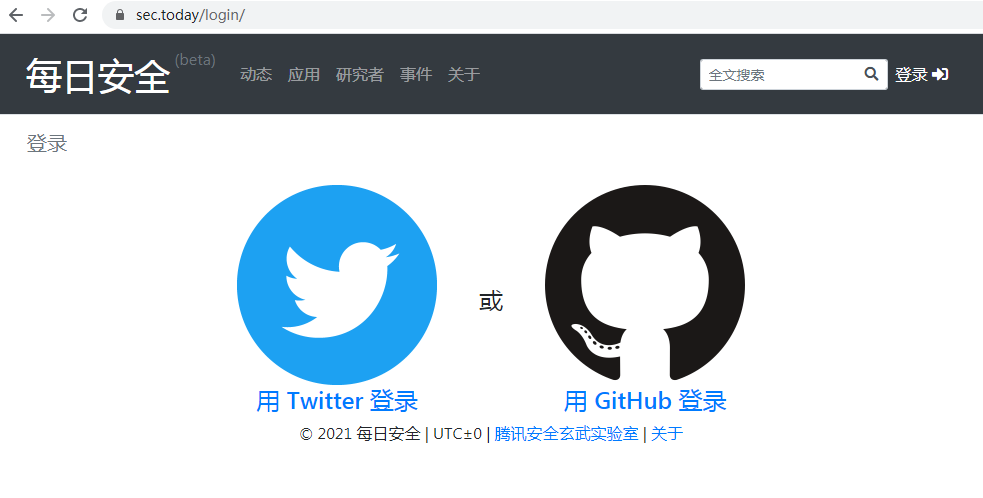 sec.today/login/
每日安全 (beta) 动态 应用 研究者 事件 关于 全文搜索 登录
登录
或
用 Twitter 登录 用 GitHub 登录
© 2021 每日安全 | UTC±0 | 腾讯安全玄武实验室 | 关于